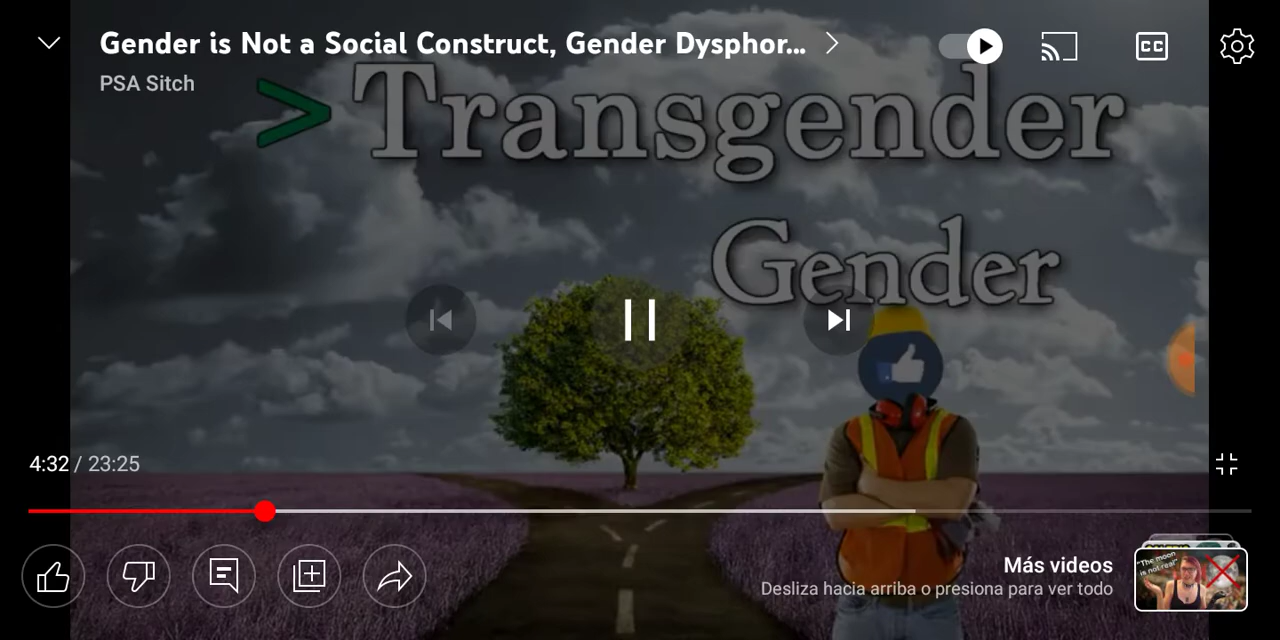 Gender is Not a Social Construct, Gender Dysphor...
PSA Sitch
> Transgender
Gender
4:32 / 23:25
Más videos
Desliza hacia arriba o presiona para ver todo
"The moon
is not real"
CC